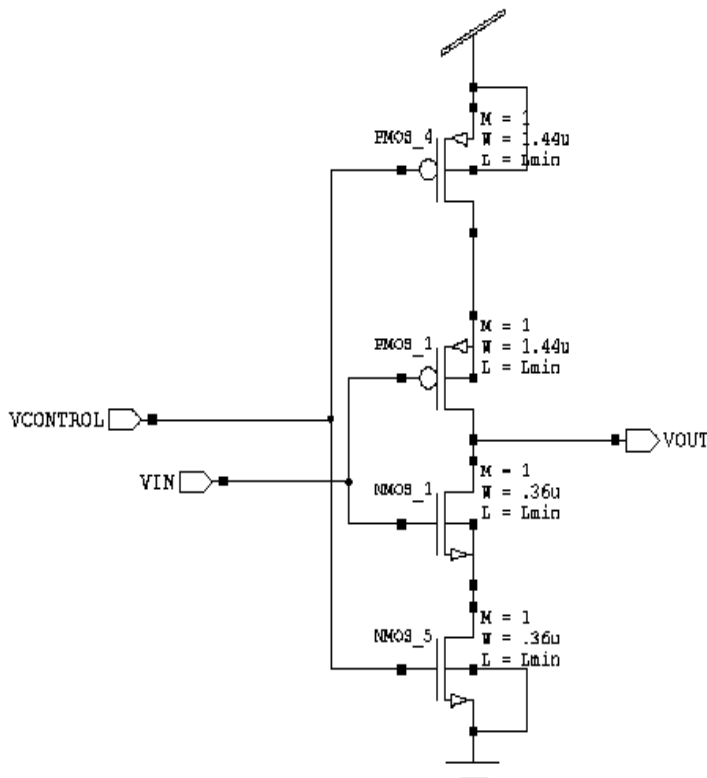 M = 1
PMOS_4
W = 1.44u
L = Lmin
M = 1
PMOS_1
W = 1.44u
L = Lmin
VCONTROL
VOUT
VIN
M = 1
NMOS_1
W = .36u
L = Lmin
M = 1
NMOS_5
W = .36u
L = Lmin